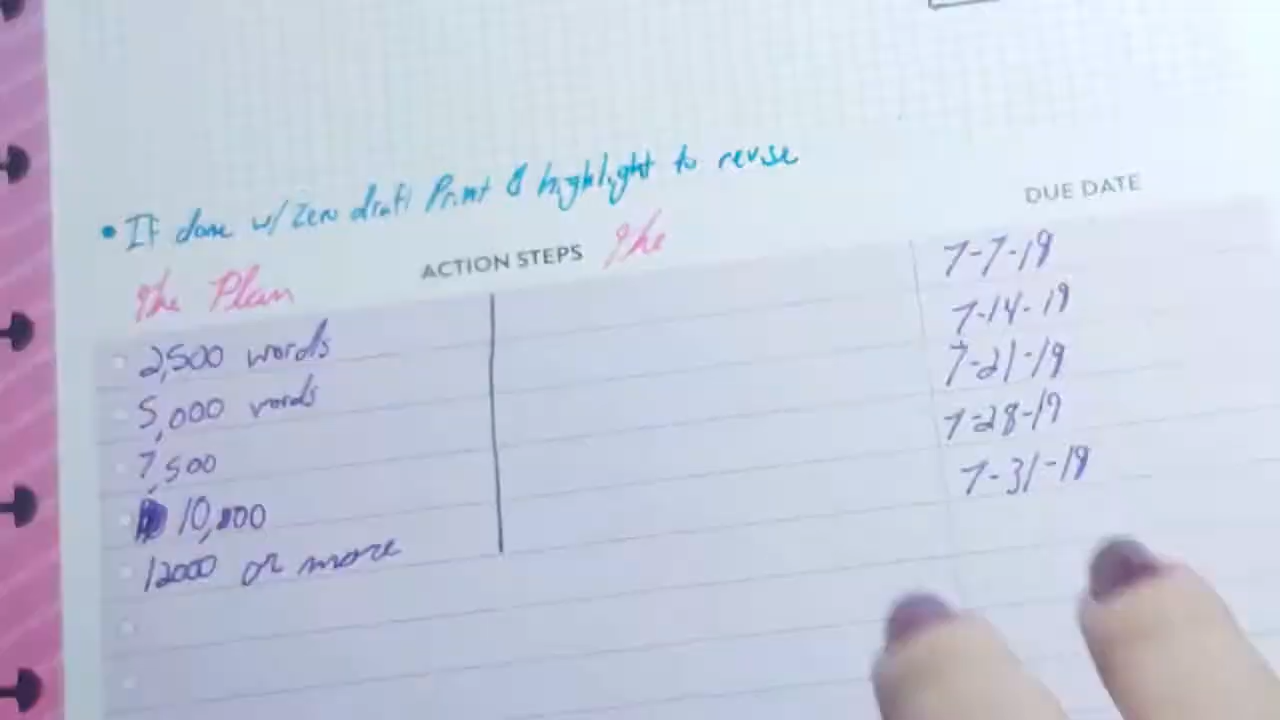 • If done w/ Zero draft Print & highlight to revise
The Plan ACTION STEPS The DUE DATE
7-7-19
2,500 words 7-14-19
5,000 words 7-21-19
7,500 7-28-19
10,000 7-31-19
12000 or more